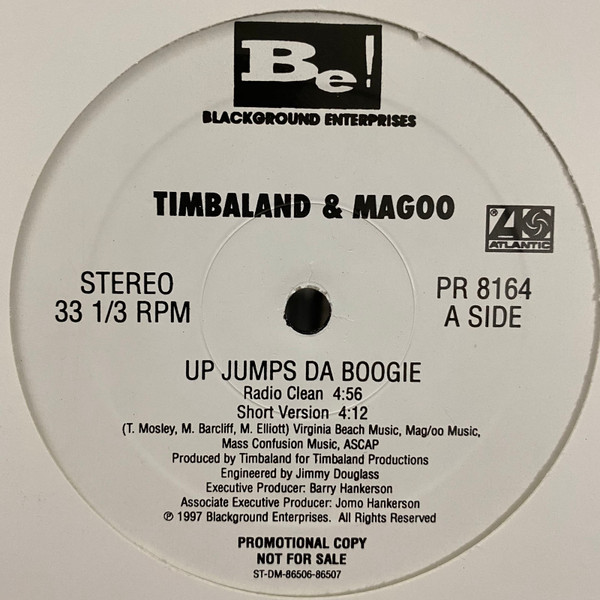 Be!
BLACKGROUND ENTERPRISES
TIMBALAND & MAGOO
®
ATLANTIC
STEREO
33 1/3 RPM
PR 8164
A SIDE
UP JUMPS DA BOOGIE
Radio Clean 4:56
Short Version 4:12
(T. Mosley, M. Barcliff, M. Elliott) Virginia Beach Music, Mag/oo Music,
Mass Confusion Music, ASCAP
Produced by Timbaland for Timbaland Productions
Engineered by Jimmy Douglass
Executive Producer: Barry Hankerson
Associate Executive Producer: Jomo Hankerson
℗ 1997 Blackground Enterprises. All Rights Reserved
PROMOTIONAL COPY
NOT FOR SALE
ST-DM-86506-86507